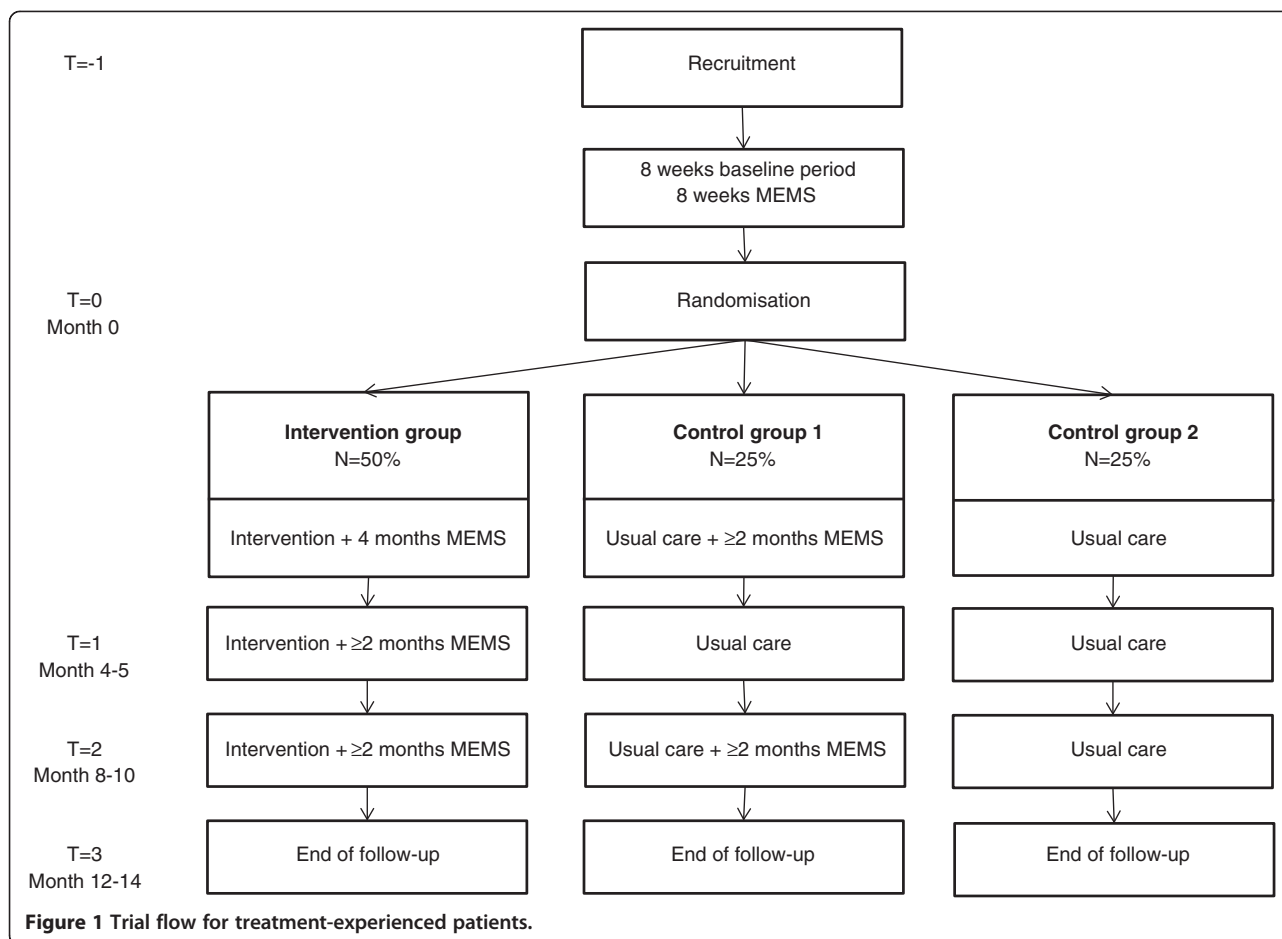 T=-1
Recruitment
8 weeks baseline period
8 weeks MEMS
T=0
Month 0
Randomisation
Intervention group
N=50%
Control group 1
N=25%
Control group 2
N=25%
Intervention + 4 months MEMS
Usual care + ≥2 months MEMS
Usual care
T=1
Month 4-5
Intervention + ≥2 months MEMS
Usual care
Usual care
T=2
Month 8-10
Intervention + ≥2 months MEMS
Usual care + ≥2 months MEMS
Usual care
T=3
Month 12-14
End of follow-up
End of follow-up
End of follow-up
Figure 1 Trial flow for treatment-experienced patients.